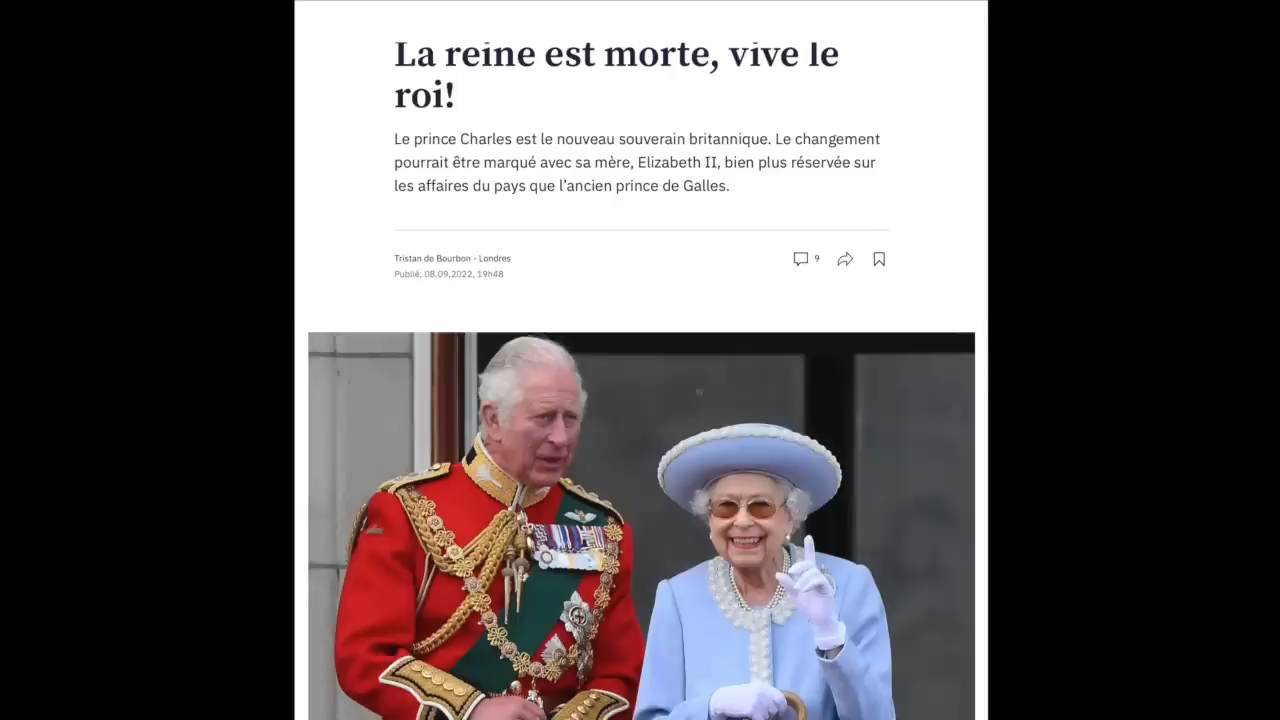 La reine est morte, vive le
roi!
Le prince Charles est le nouveau souverain britannique. Le changement
pourrait être marqué avec sa mère, Elizabeth II, bien plus réservée sur
les affaires du pays que l’ancien prince de Galles.
Tristan de Bourbon - Londres
9
Publié: 08.09.2022, 19h48